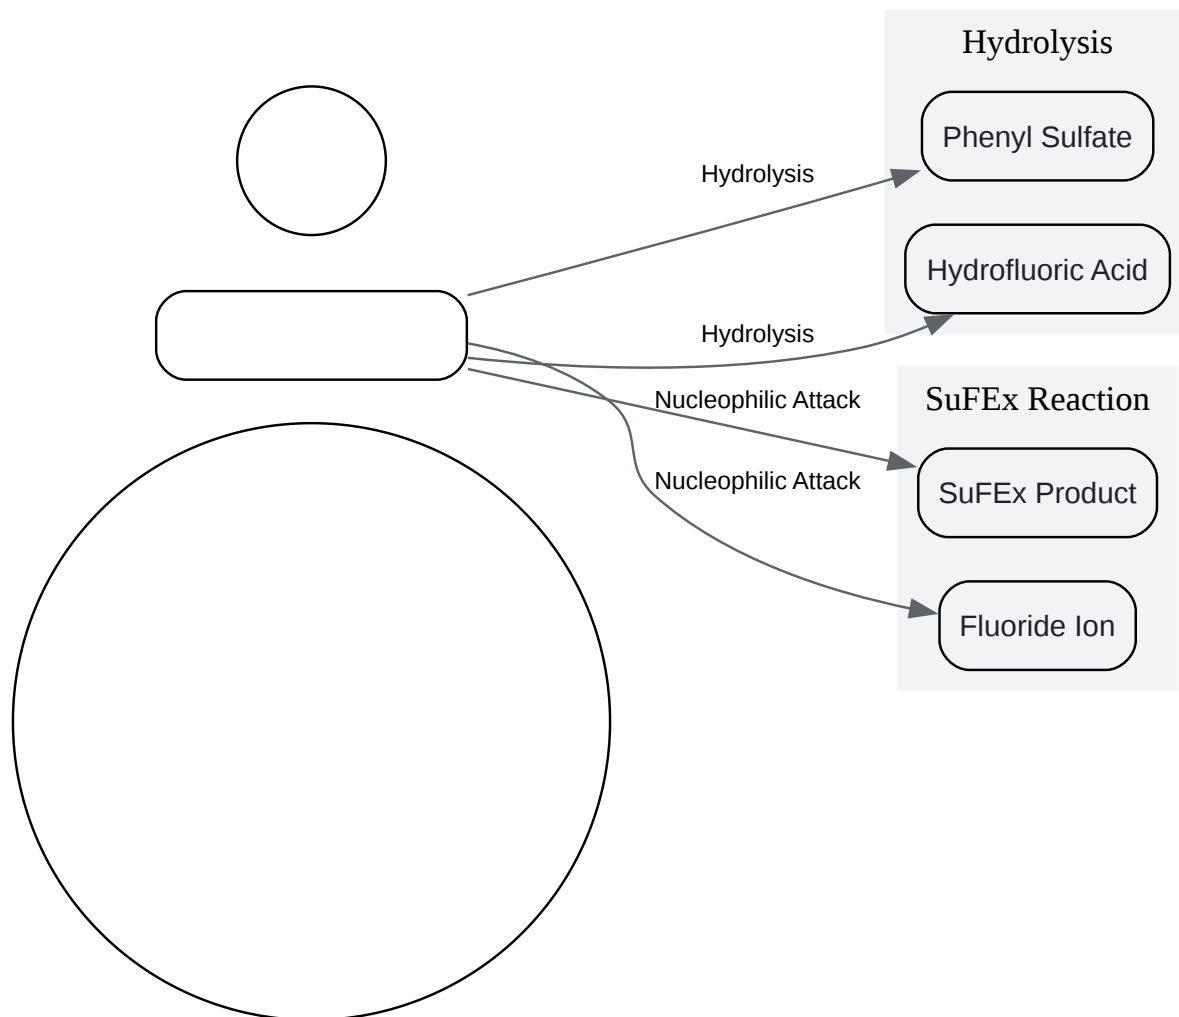 Hydrolysis
Phenyl Sulfate
Hydrolysis
Hydrofluoric Acid
Hydrolysis
SuFEx Reaction
Nucleophilic Attack
SuFEx Product
Nucleophilic Attack
Fluoride Ion